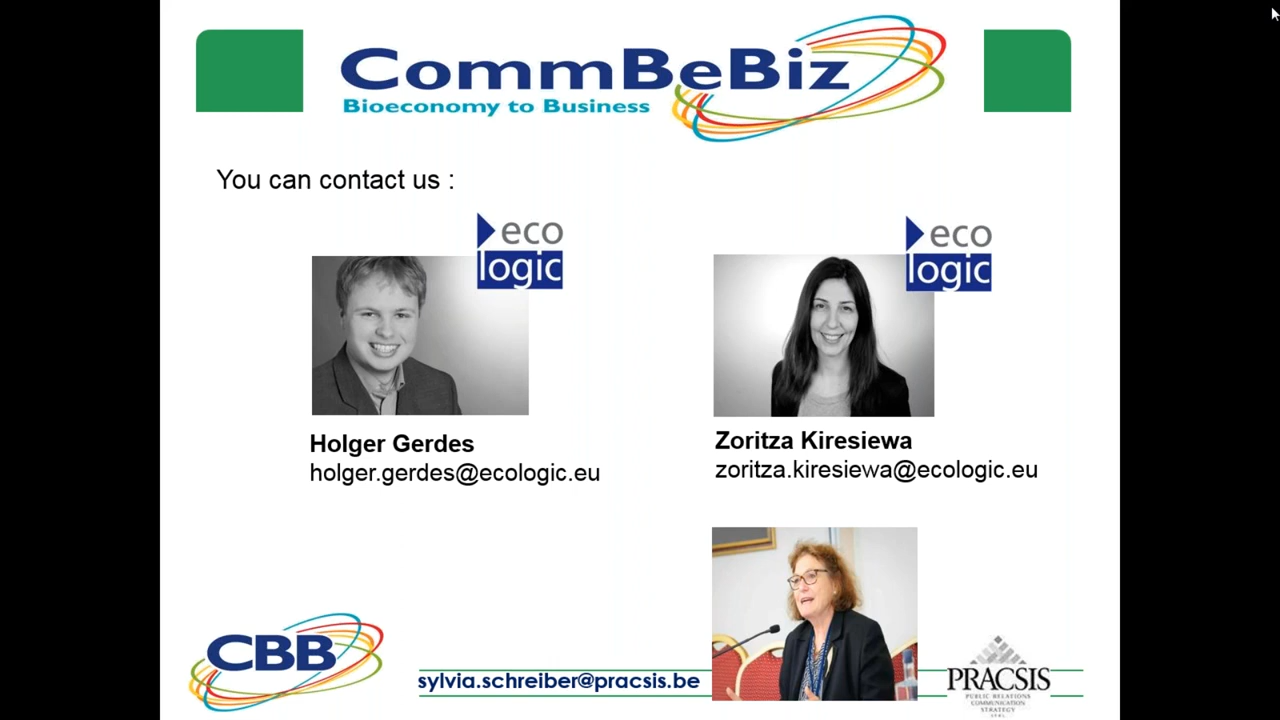 CommBeBiz
Bioeconomy to Business
You can contact us :
eco
logic
eco
logic
Holger Gerdes
holger.gerdes@ecologic.eu
Zoritza Kiresiewa
zoritza.kiresiewa@ecologic.eu
CBB
sylvia.schreiber@pracsis.be
PRACSIS
PUBLIC RELATIONS
COMMUNICATION
STRATEGY